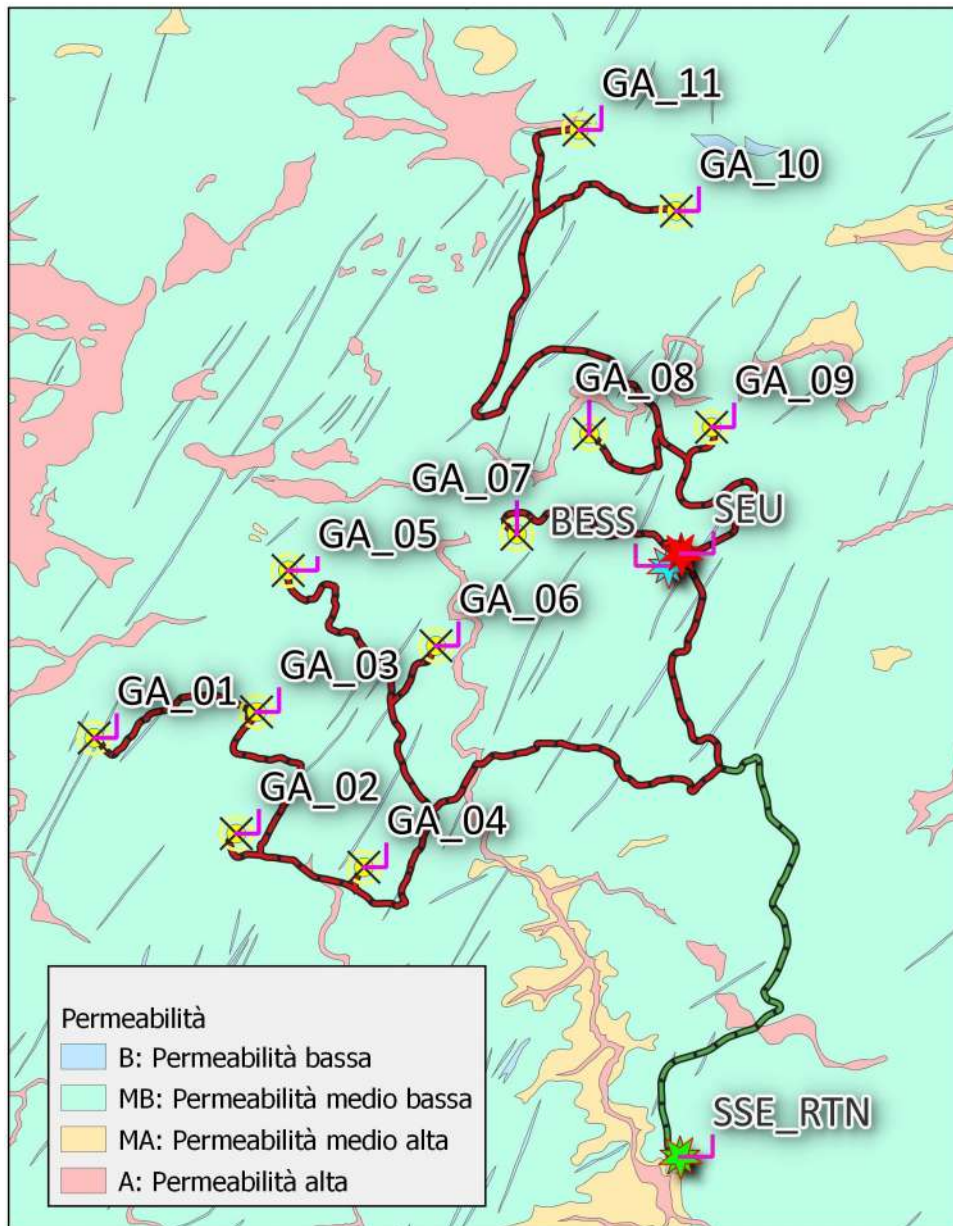 GA_11
GA_10
GA_08
GA_09
GA_07
BESS
SEU
GA_05
GA_06
GA_03
GA_01
GA_02
GA_04
Permeabilità
B: Permeabilità bassa
MB: Permeabilità medio bassa
MA: Permeabilità medio alta
A: Permeabilità alta
SSE_RTN